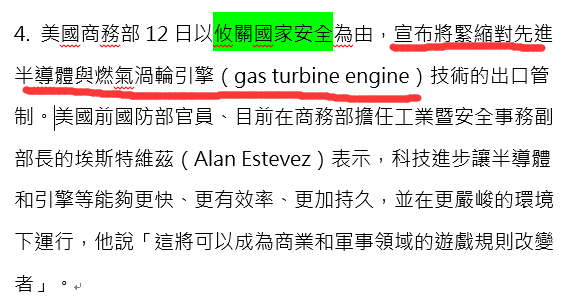 4. 美國商務部 12 日以攸關國家安全為由，宣布將緊縮對先進
半導體與燃氣渦輪引擎（gas turbine engine）技術的出口管
制。美國前國防部官員、目前在商務部擔任工業暨安全事務副
部長的埃斯特維茲（Alan Estevez）表示，科技進步讓半導體
和引擎等能夠更快、更有效率、更加持久，並在更嚴峻的環境
下運行，他說「這將可以成為商業和軍事領域的遊戲規則改變
者」。